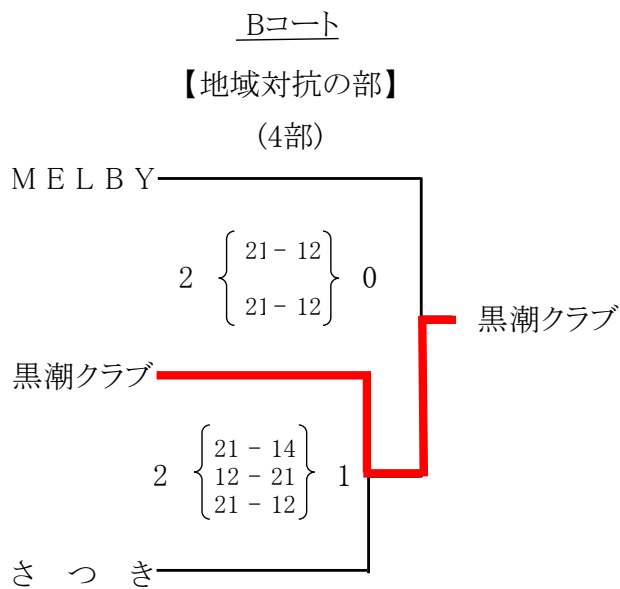 Bコート
【地域対抗の部】
(4部)
MELBY
2 21 - 12 0
21 - 12
黒潮クラブ
黒潮クラブ
2 21 - 14 1
12 - 21
21 - 12
さつき